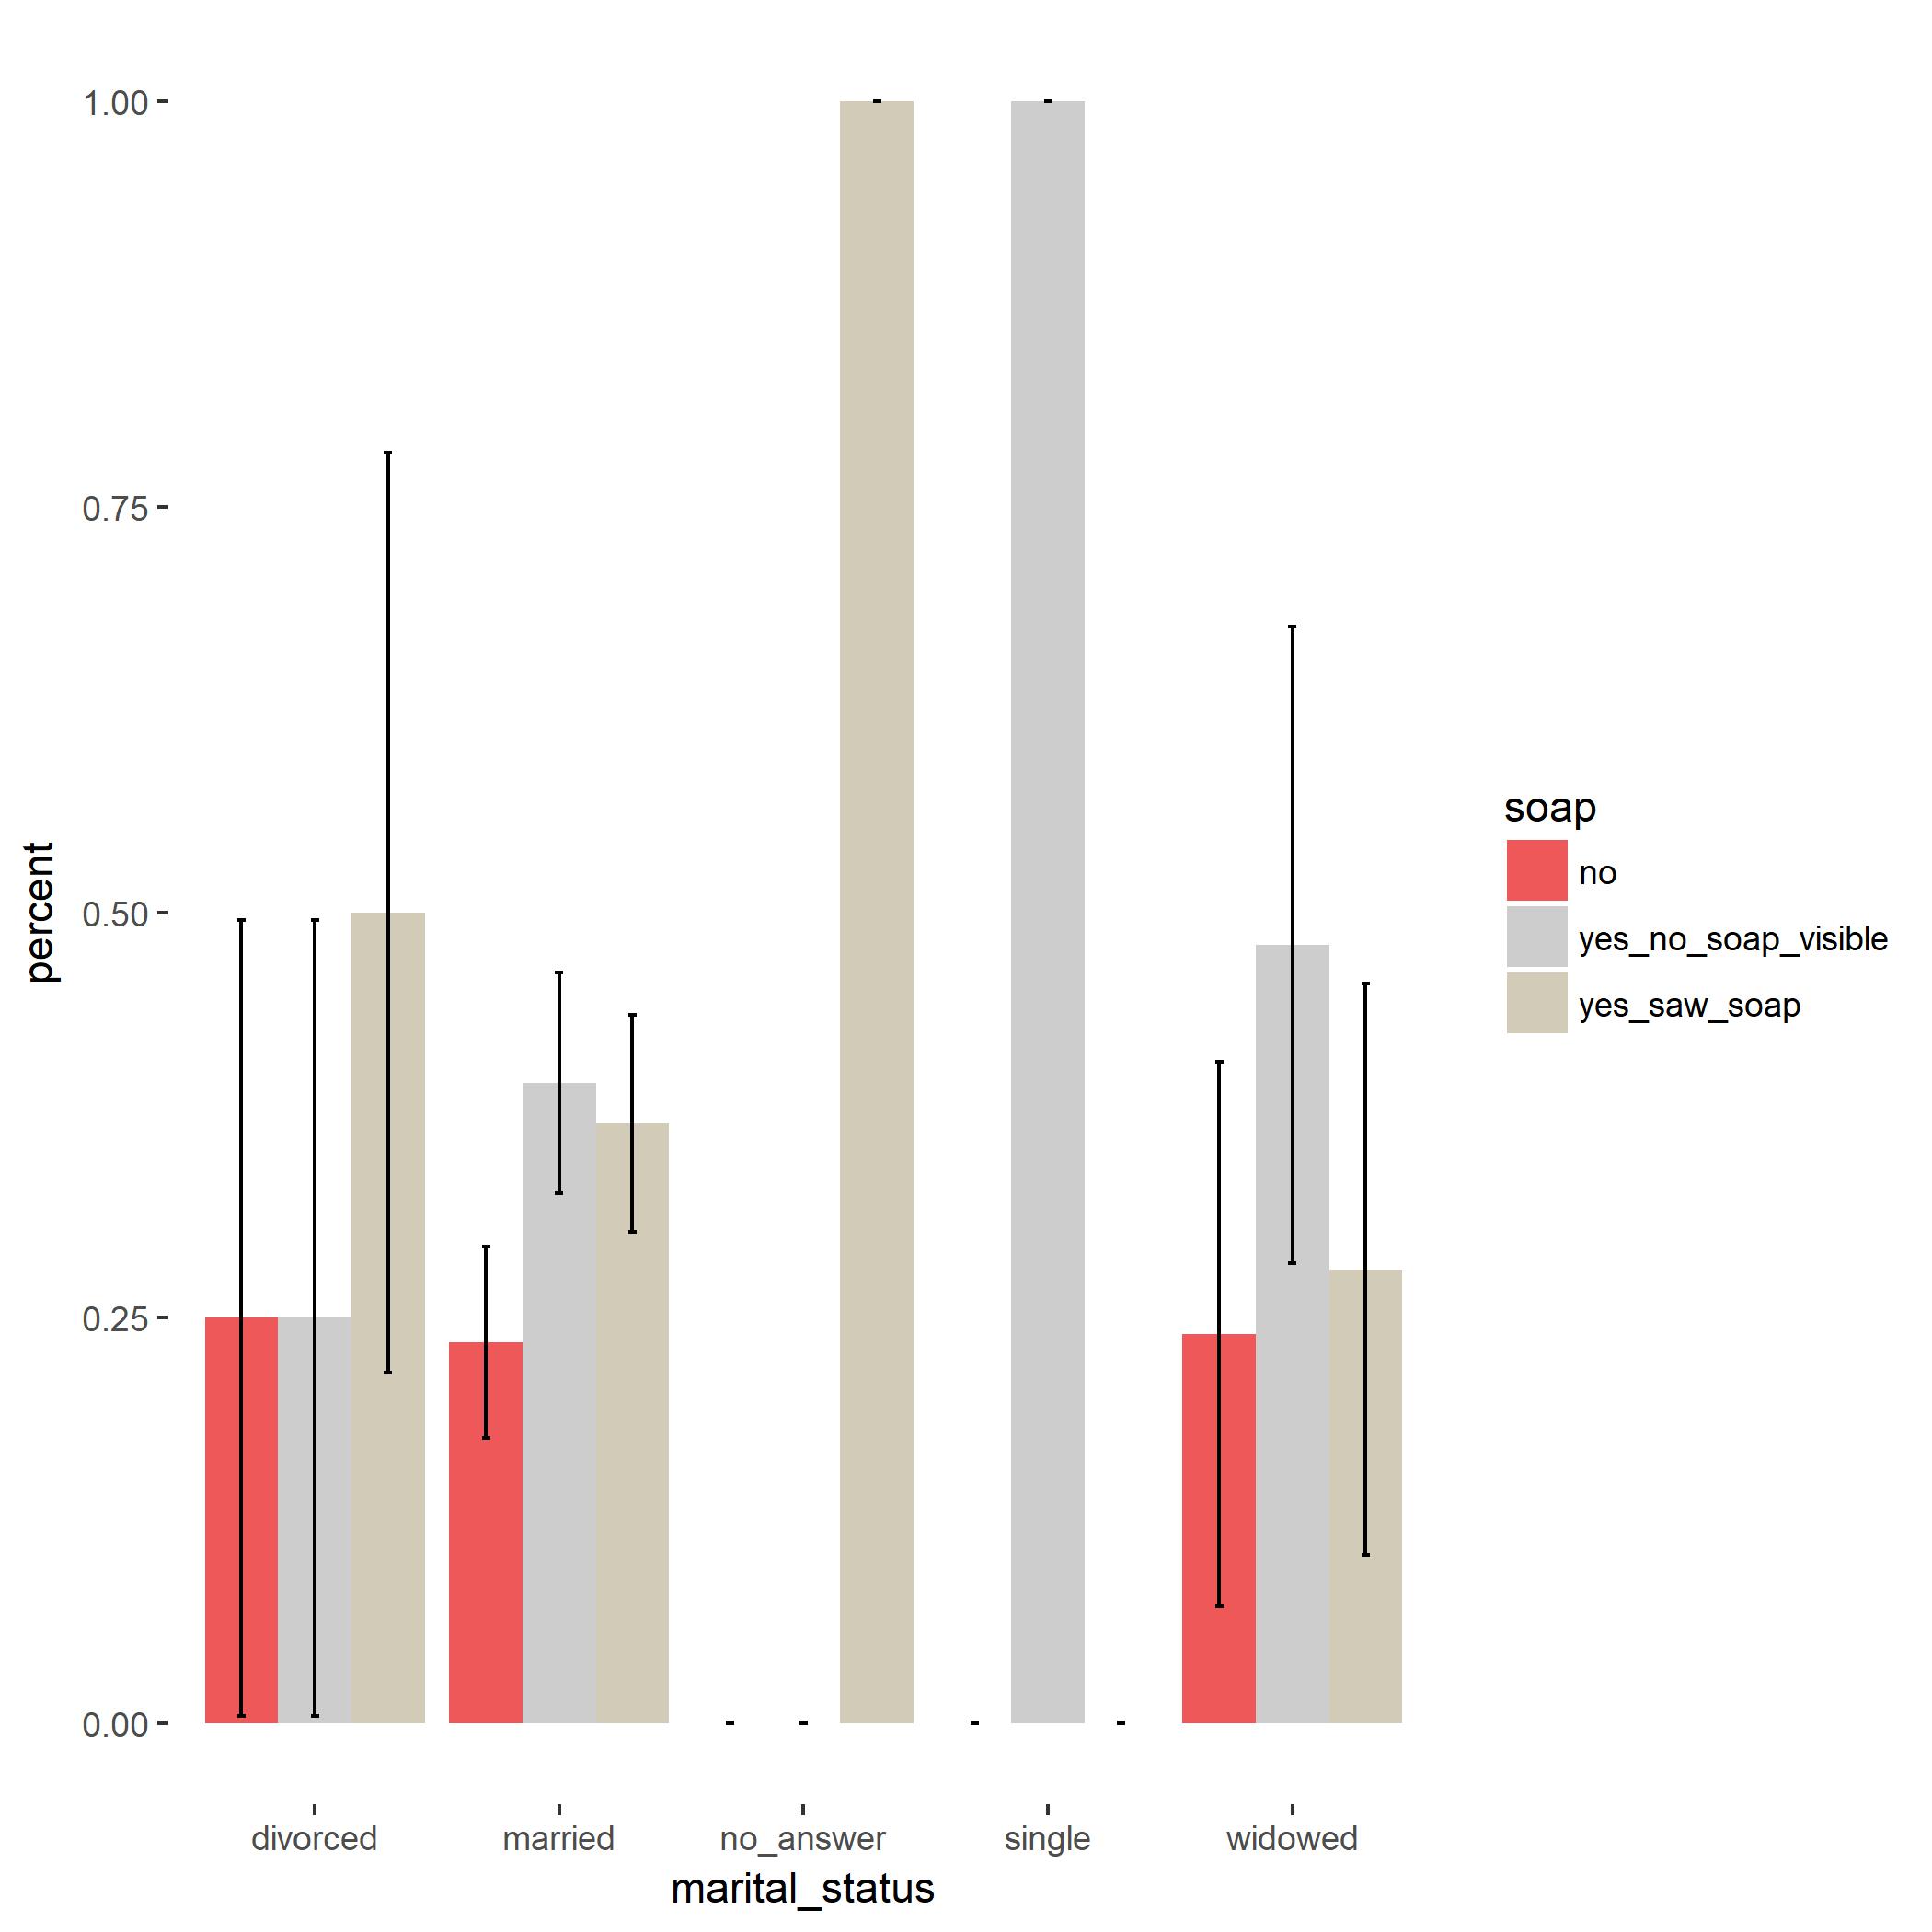 1.00
0.75
0.50
0.25
0.00
percent
divorced married no_answer single widowed
marital_status
soap
no
yes_no_soap_visible
yes_saw_soap